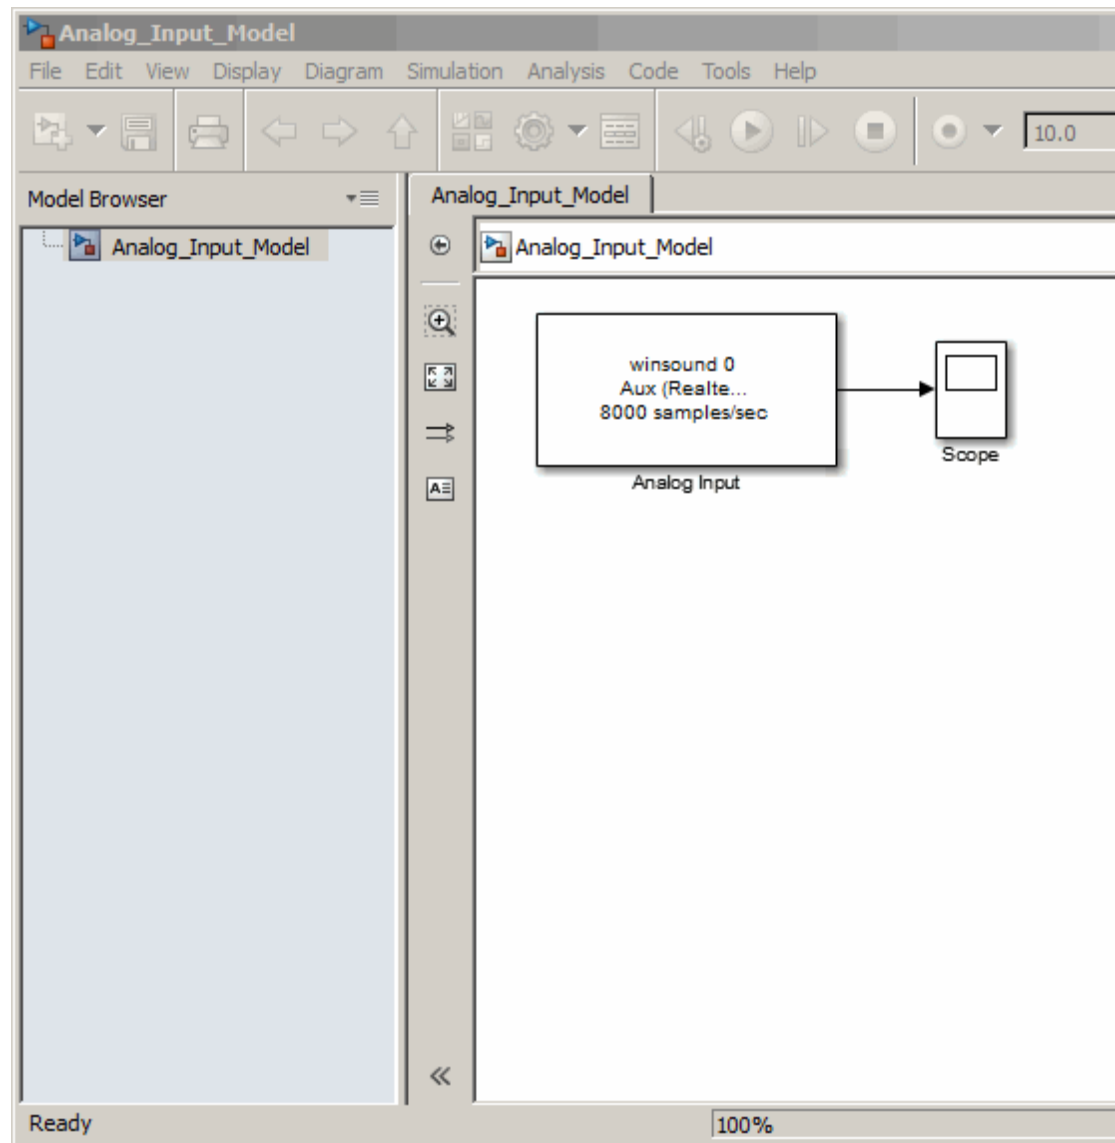 Analog_Input_Model
File Edit View Display Diagram Simulation Analysis Code Tools Help
10.0
Model Browser
Analog_Input_Model
Analog_Input_Model
Analog_Input_Model
winsound 0
Aux (Realte...
8000 samples/sec
Analog Input
Scope
Ready
100%